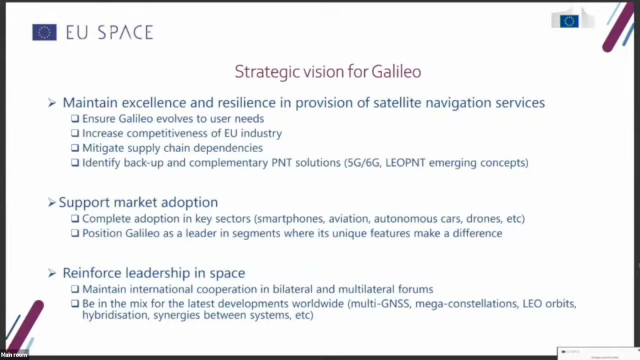 EU SPACE
Strategic vision for Galileo
➢ Maintain excellence and resilience in provision of satellite navigation services
❑ Ensure Galileo evolves to user needs
❑ Increase competitiveness of EU industry
❑ Mitigate supply chain dependencies
❑ Identify back-up and complementary PNT solutions (5G/6G, LEOPNT emerging concepts)
➢ Support market adoption
❑ Complete adoption in key sectors (smartphones, aviation, autonomous cars, drones, etc)
❑ Position Galileo as a leader in segments where its unique features make a difference
➢ Reinforce leadership in space
❑ Maintain international cooperation in bilateral and multilateral forums
❑ Be in the mix for the latest developments worldwide (multi-GNSS, mega-constellations, LEO orbits,
hybridisation, synergies between systems, etc)
Main room